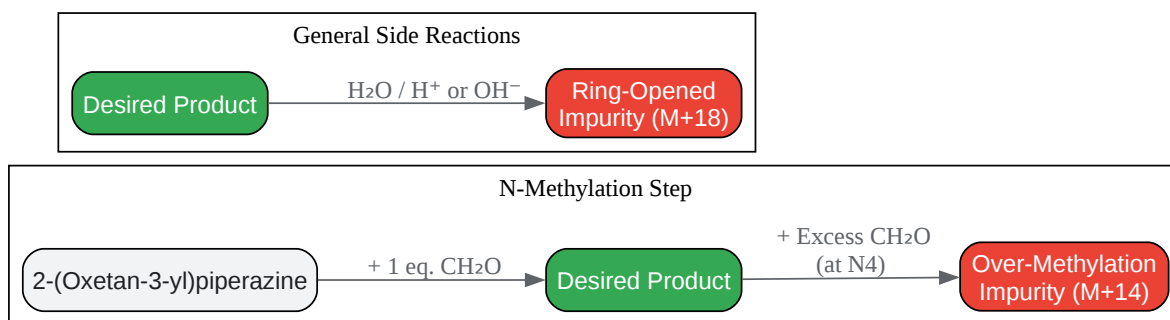 General Side Reactions
Desired Product
H₂O / H⁺ or OH⁻
Ring-Opened
Impurity (M+18)
N-Methylation Step
2-(Oxetan-3-yl)piperazine
+ 1 eq. CH₂O
Desired Product
+ Excess CH₂O
(at N4)
Over-Methylation
Impurity (M+14)